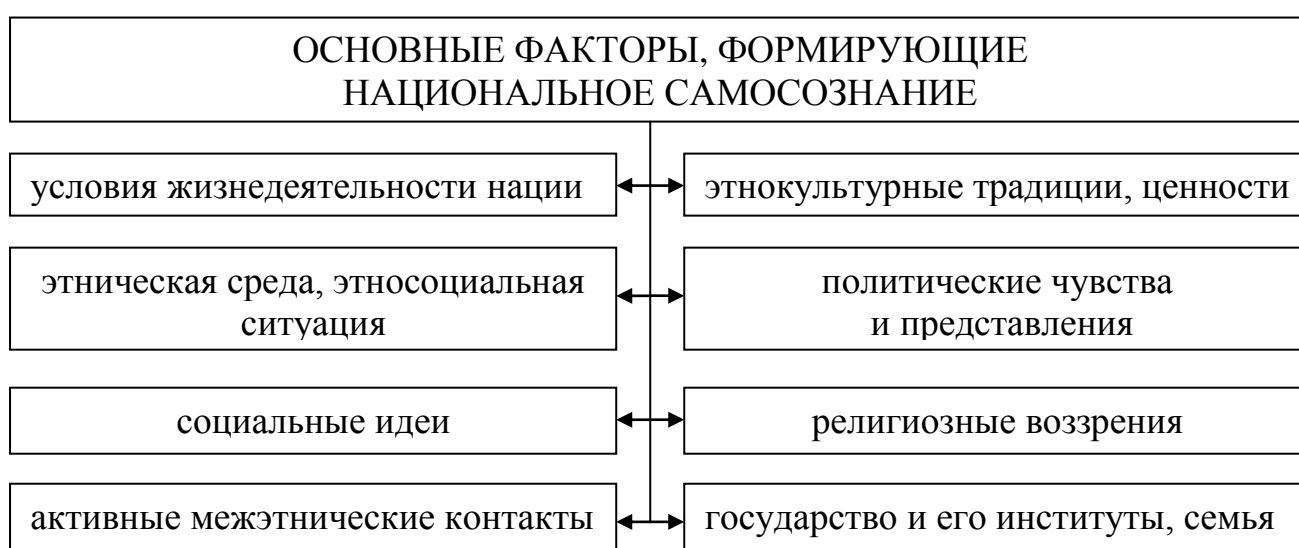 ОСНОВНЫЕ ФАКТОРЫ, ФОРМИРУЮЩИЕ
НАЦИОНАЛЬНОЕ САМОСОЗНАНИЕ
условия жизнедеятельности нации
этнокультурные традиции, ценности
этническая среда, этносоциальная
ситуация
политические чувства
и представления
социальные идеи
религиозные воззрения
активные межэтнические контакты
государство и его институты, семья